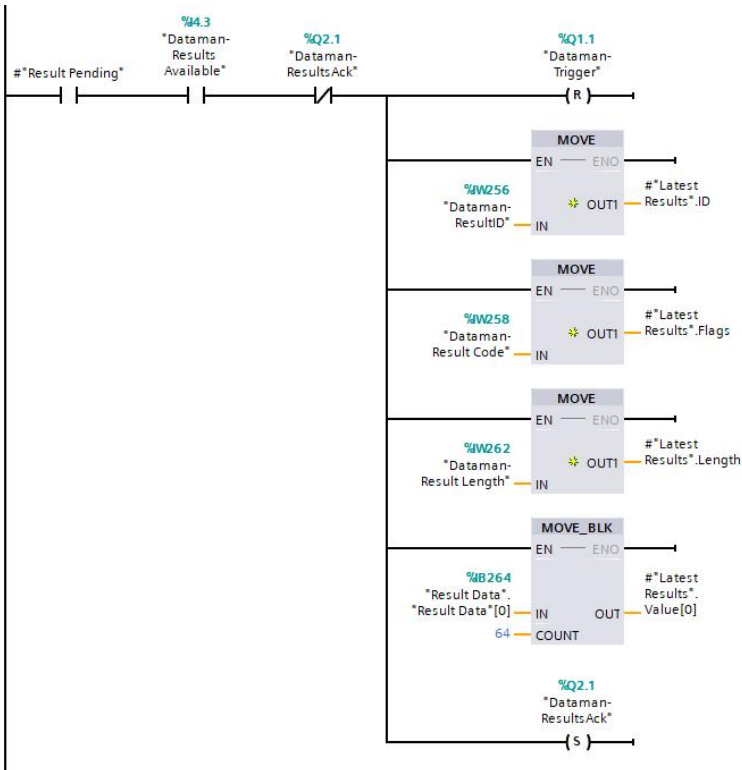 %I4.3
"Dataman-
Results
Available"
%Q2.1
"Dataman-
ResultsAck"
%Q1.1
"Dataman-
Trigger"
#"Result Pending"
R
MOVE
EN
ENO
%IW256
"Dataman-
ResultID"
IN
OUT1
#"Latest
Results".ID
MOVE
EN
ENO
%IW258
"Dataman-
Result Code"
IN
OUT1
#"Latest
Results".Flags
MOVE
EN
ENO
%IW262
"Dataman-
Result Length"
IN
OUT1
#"Latest
Results".Length
MOVE_BLK
EN
ENO
%IB264
"Result Data".
"Result Data"[0]
IN
OUT
#"Latest
Results".
Value[0]
64
COUNT
%Q2.1
"Dataman-
ResultsAck"
S